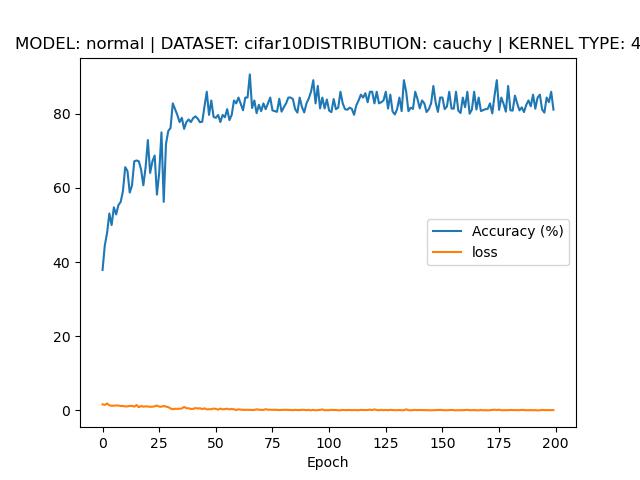 MODEL: normal | DATASET: cifar10DISTRIBUTION: cauchy | KERNEL TYPE: 4
80
60
40
20
0
Accuracy (%)
loss
0 25 50 75 100 125 150 175 200
Epoch